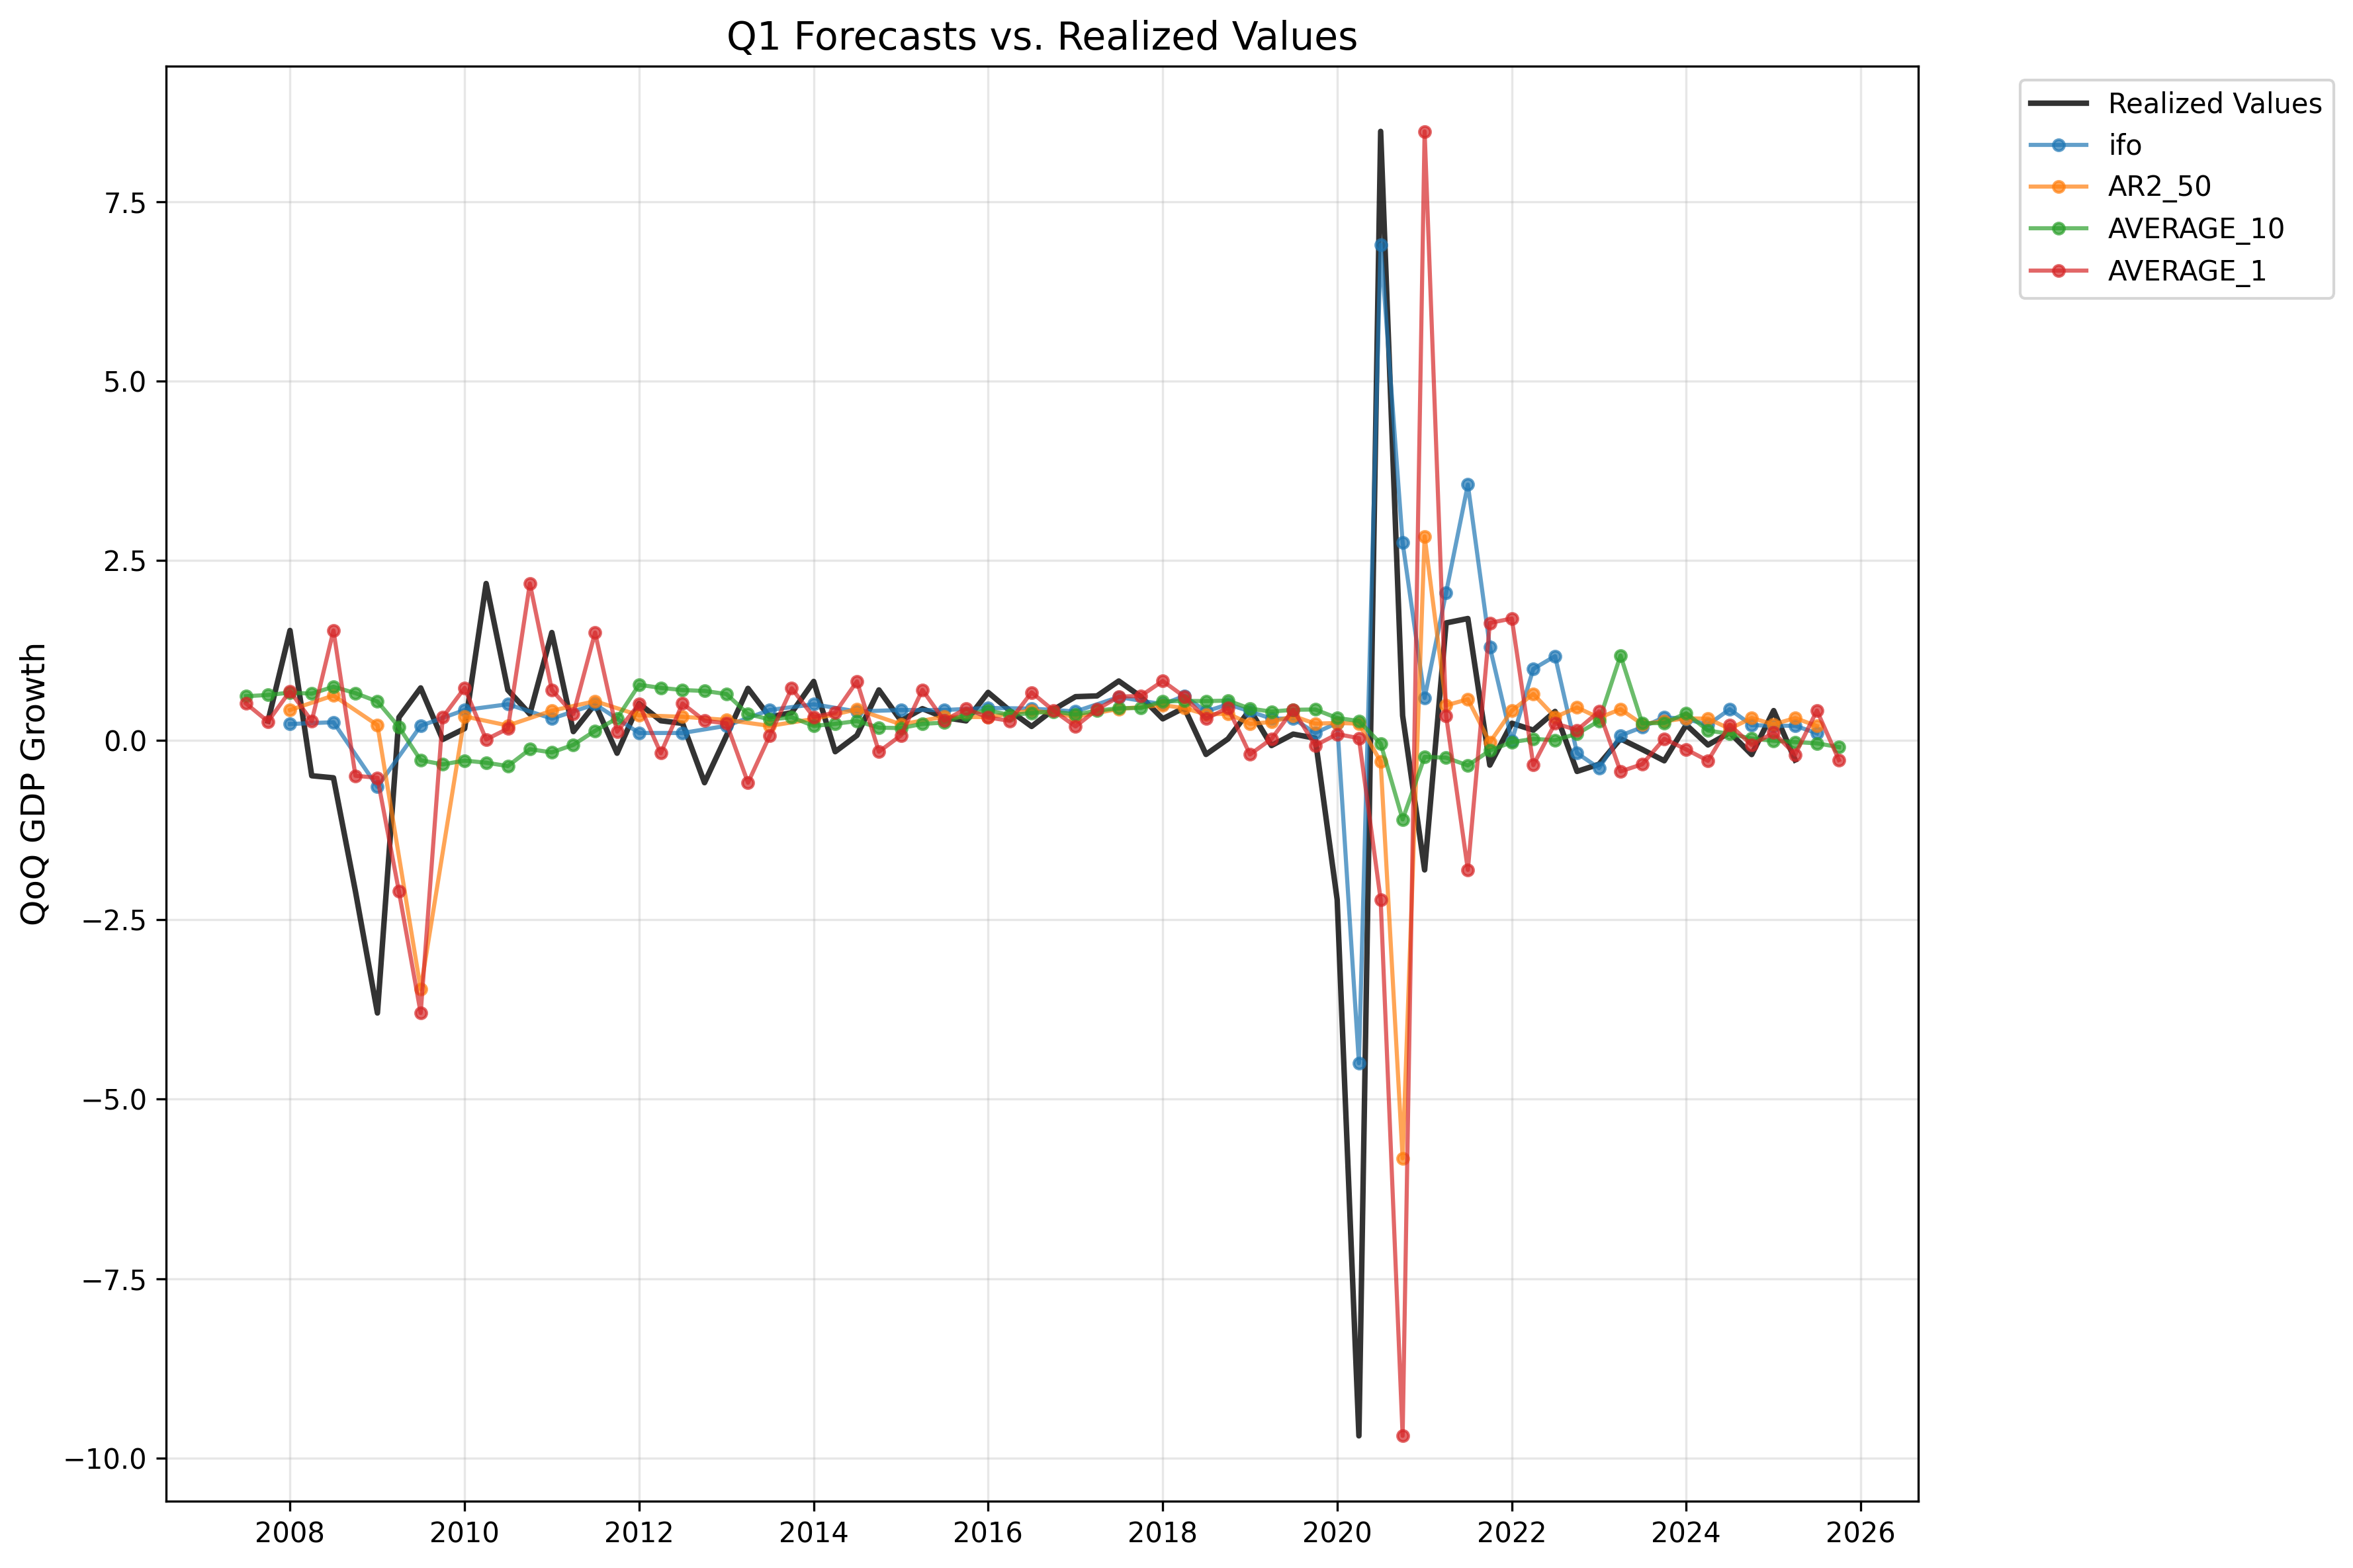 Q1 Forecasts vs. Realized Values
Realized Values
ifo
AR2_50
AVERAGE_10
AVERAGE_1
QoQ GDP Growth
7.5
5.0
2.5
0.0
−2.5
−5.0
−7.5
−10.0
2008 2010 2012 2014 2016 2018 2020 2022 2024 2026